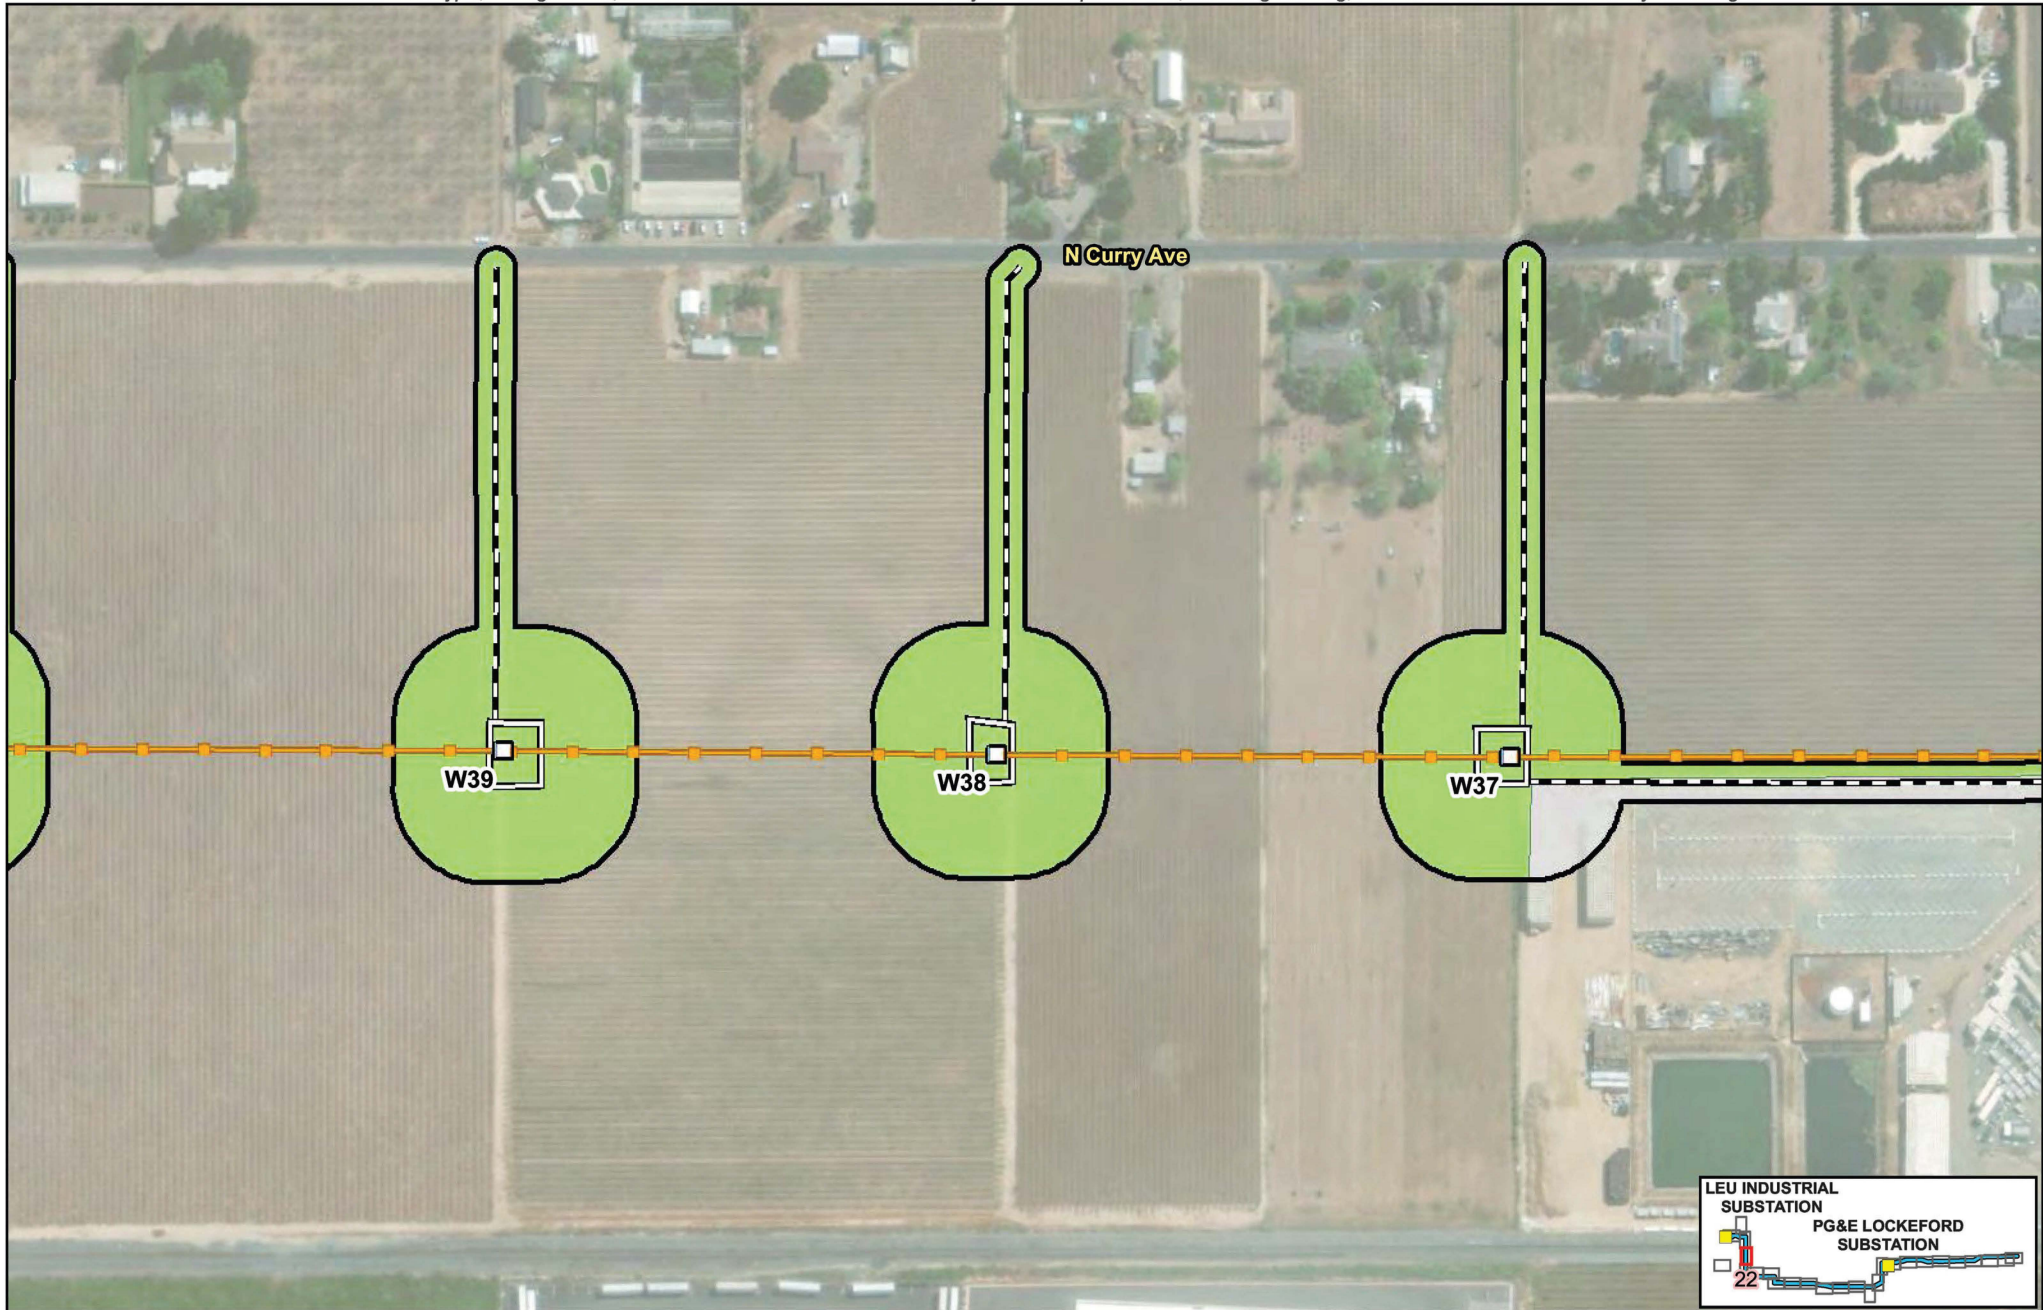 N Curry Ave
W39
W38
W37
LEU INDUSTRIAL
SUBSTATION
PG&E LOCKEFORD
SUBSTATION
22